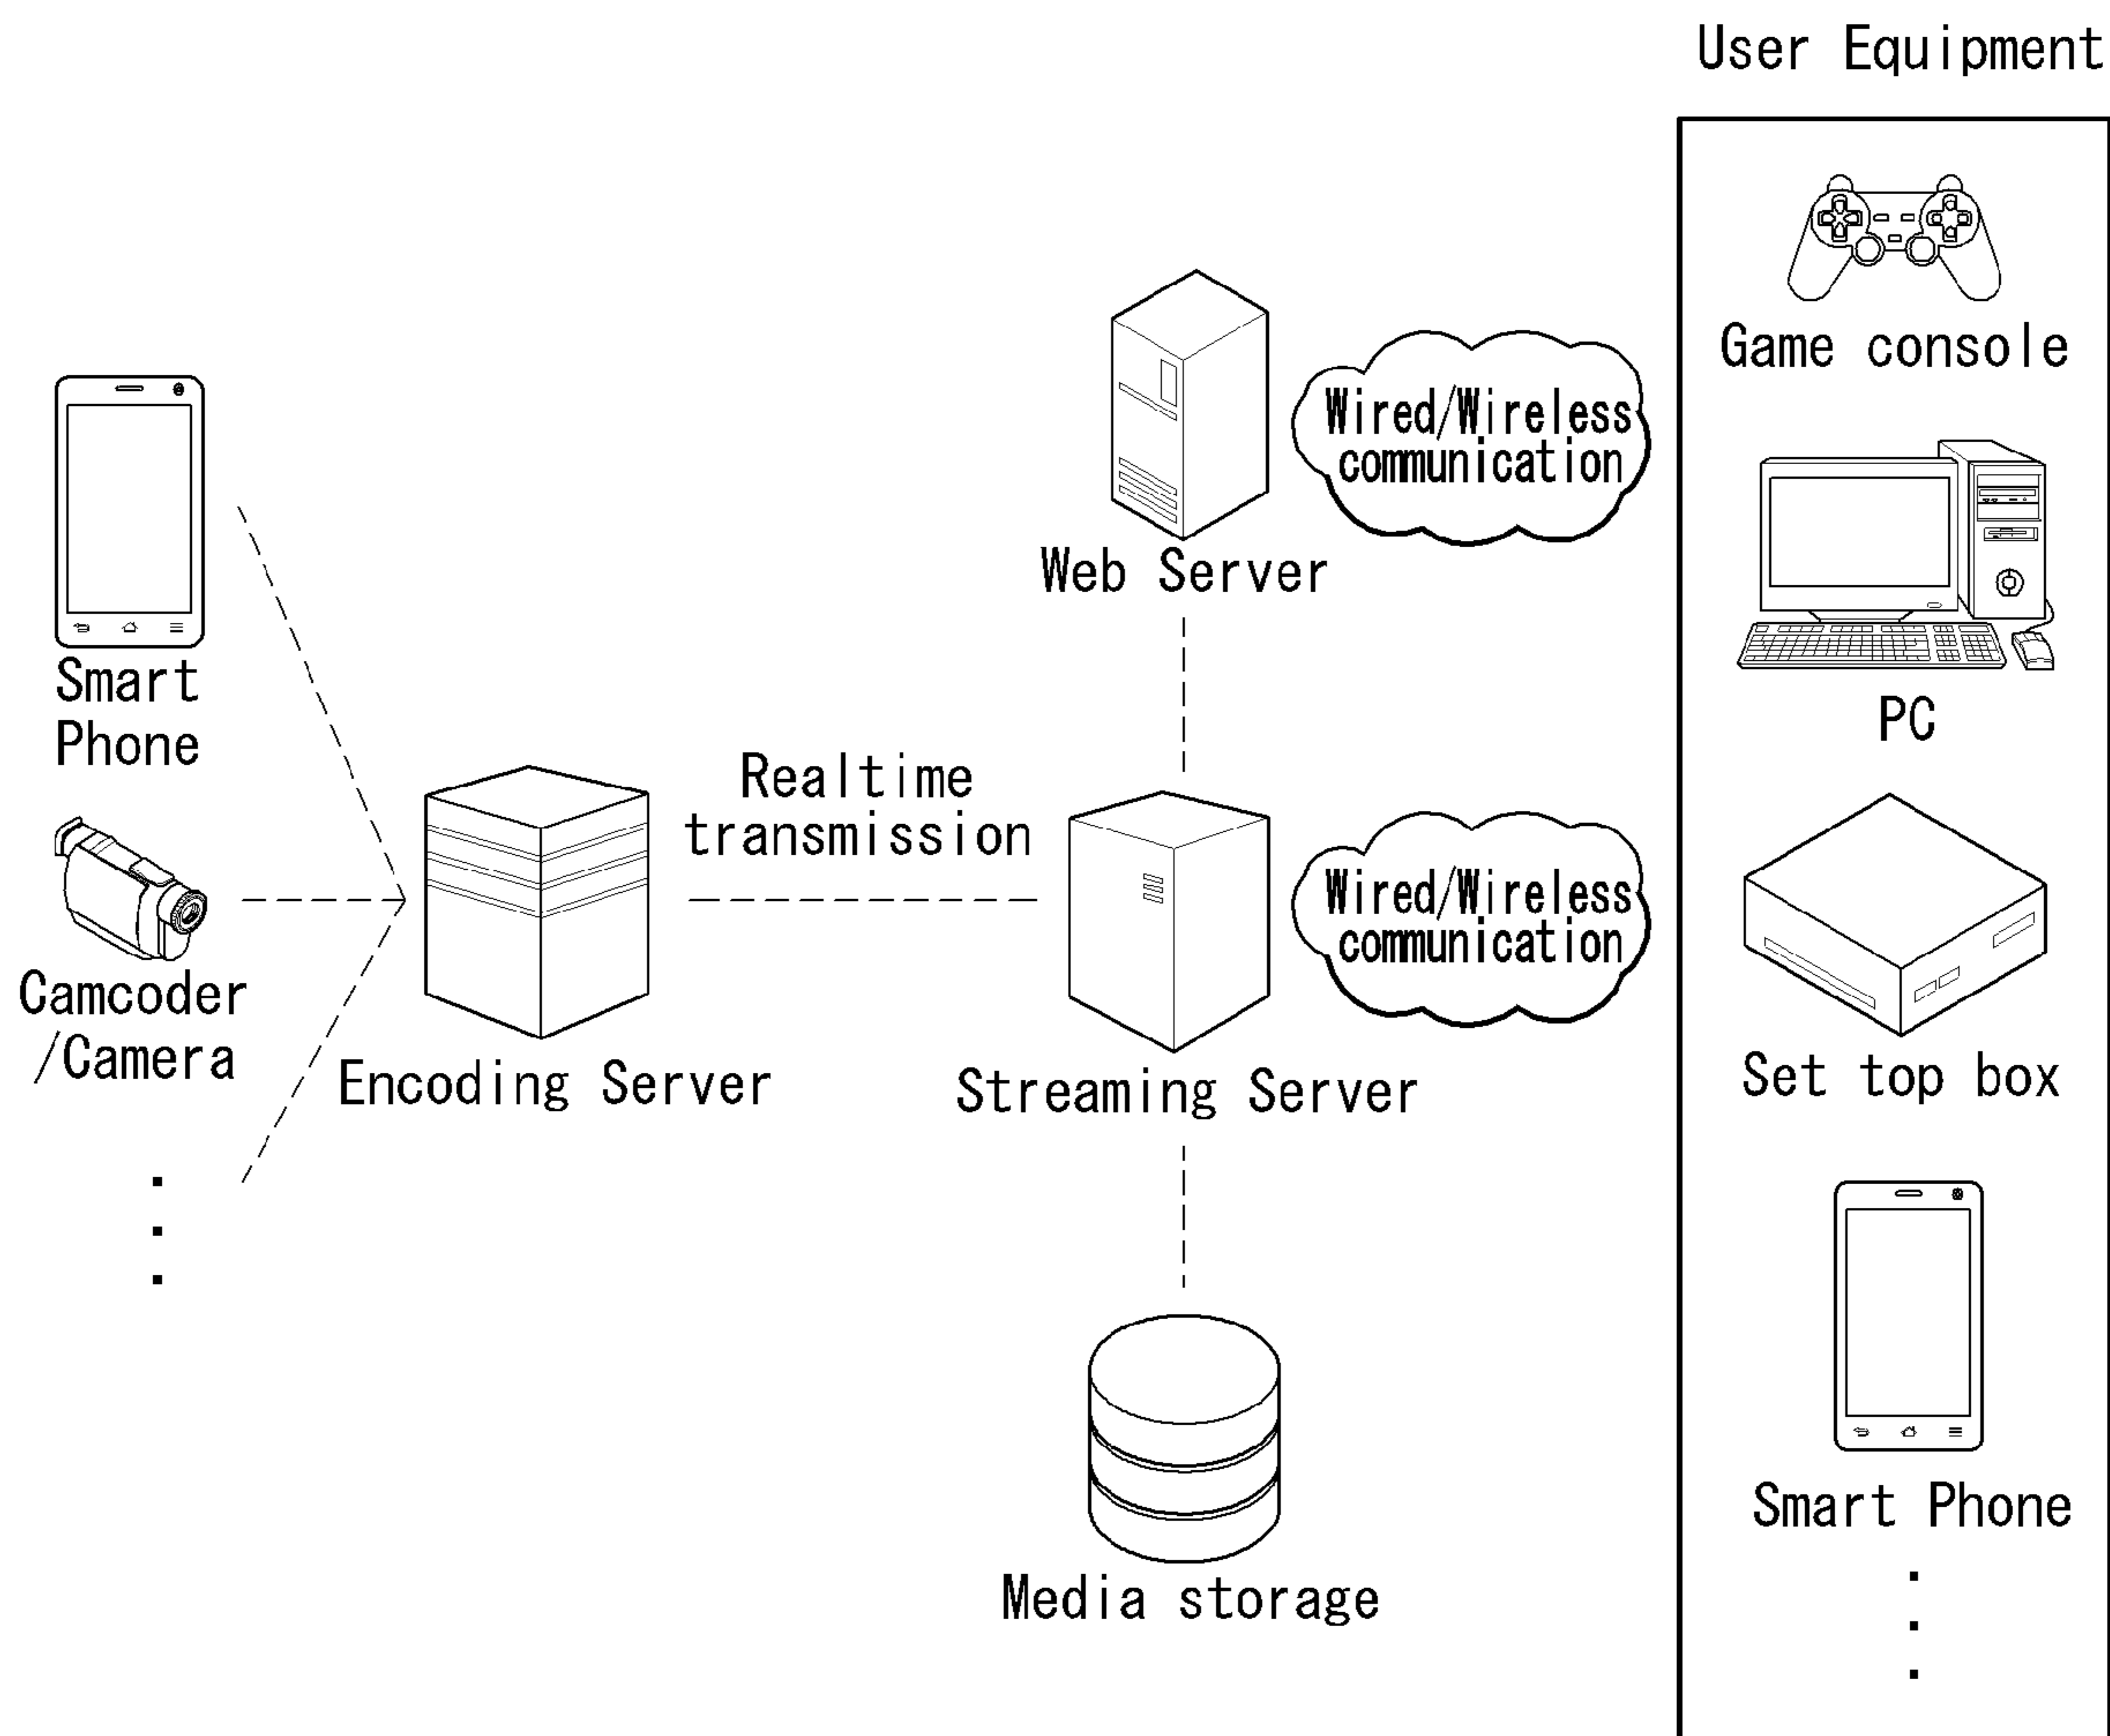 User Equipment
Game console
Wired/Wireless
communication
Web Server
Smart
Phone
PC
Realtime
transmission
Wired/Wireless
communication
Camcoder
/Camera
Encoding Server
Streaming Server
Set top box
Smart Phone
Media storage